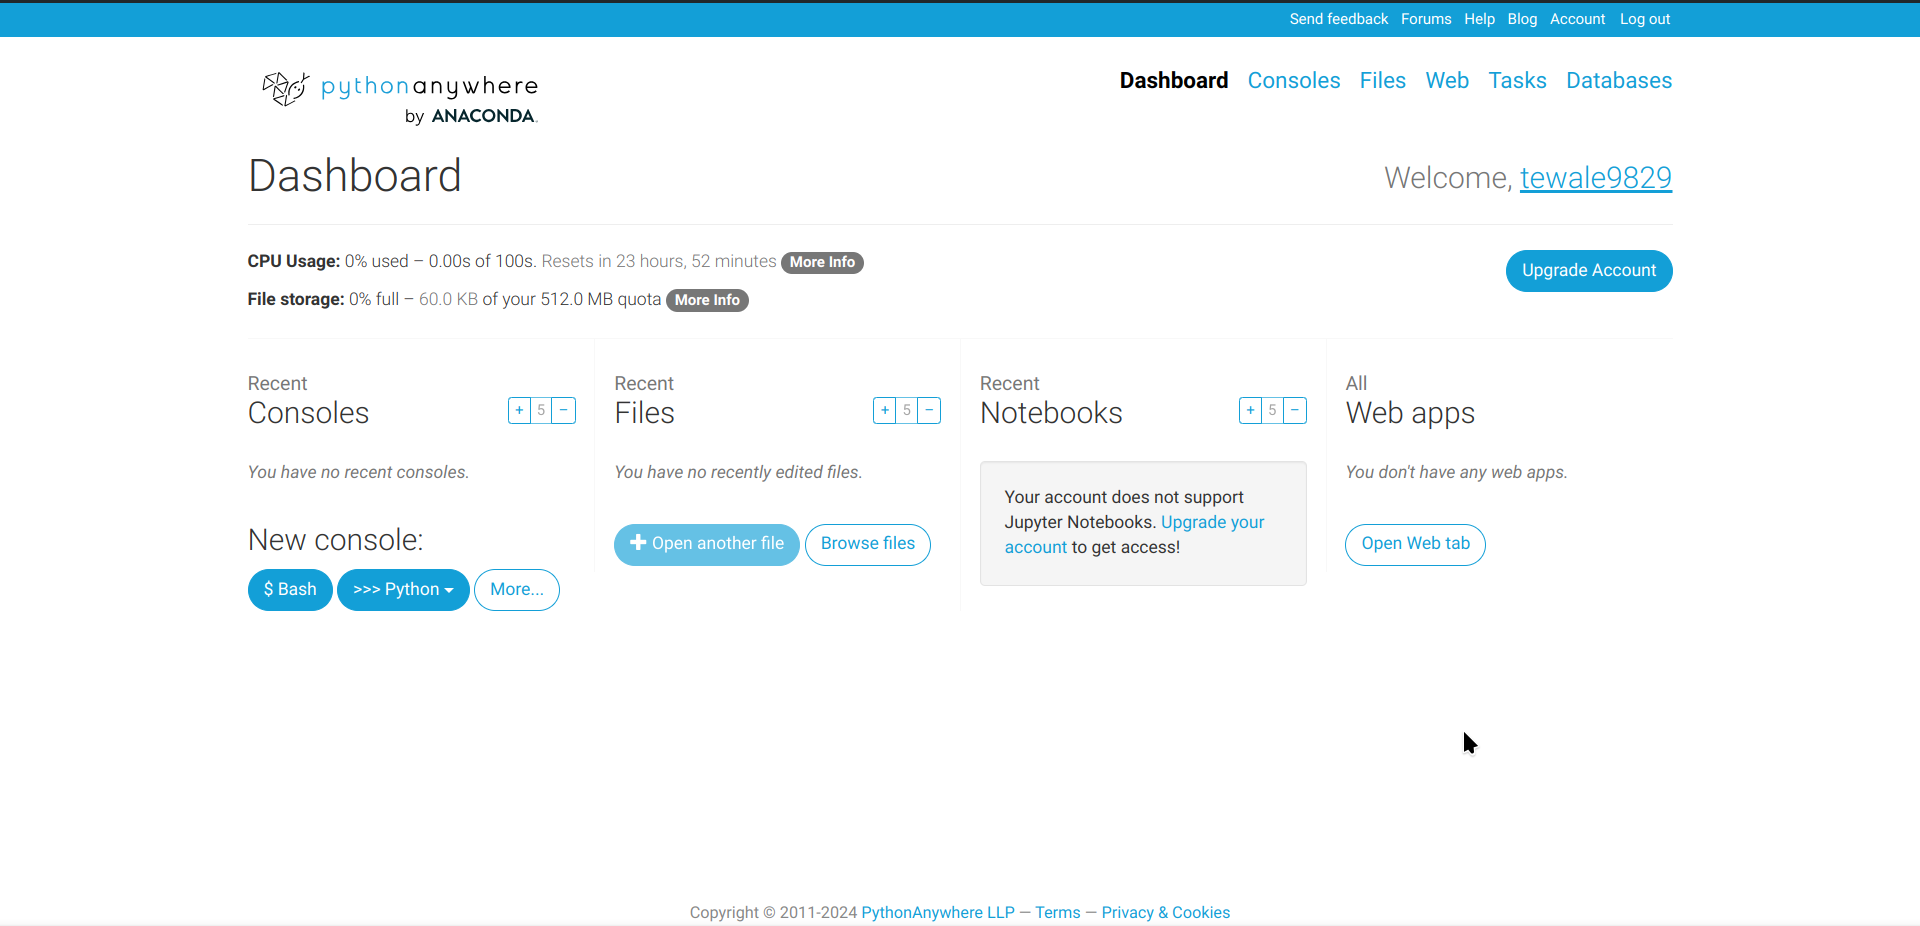 Send feedback Forums Help Blog Account Log out
pythonanywhere
by ANACONDA.
Dashboard Consoles Files Web Tasks Databases
Dashboard
Welcome, tewale9829
CPU Usage: 0% used – 0.00s of 100s. Resets in 23 hours, 52 minutes More Info
Upgrade Account
File storage: 0% full – 60.0 KB of your 512.0 MB quota More Info
Recent
Consoles
+ 5 −
You have no recent consoles.
New console:
$ Bash >>> Python More...
Recent
Files
+ 5 −
You have no recently edited files.
+ Open another file Browse files
Recent
Notebooks
+ 5 −
Your account does not support
Jupyter Notebooks. Upgrade your
account to get access!
All
Web apps
You don't have any web apps.
Open Web tab
Copyright © 2011-2024 PythonAnywhere LLP — Terms — Privacy & Cookies